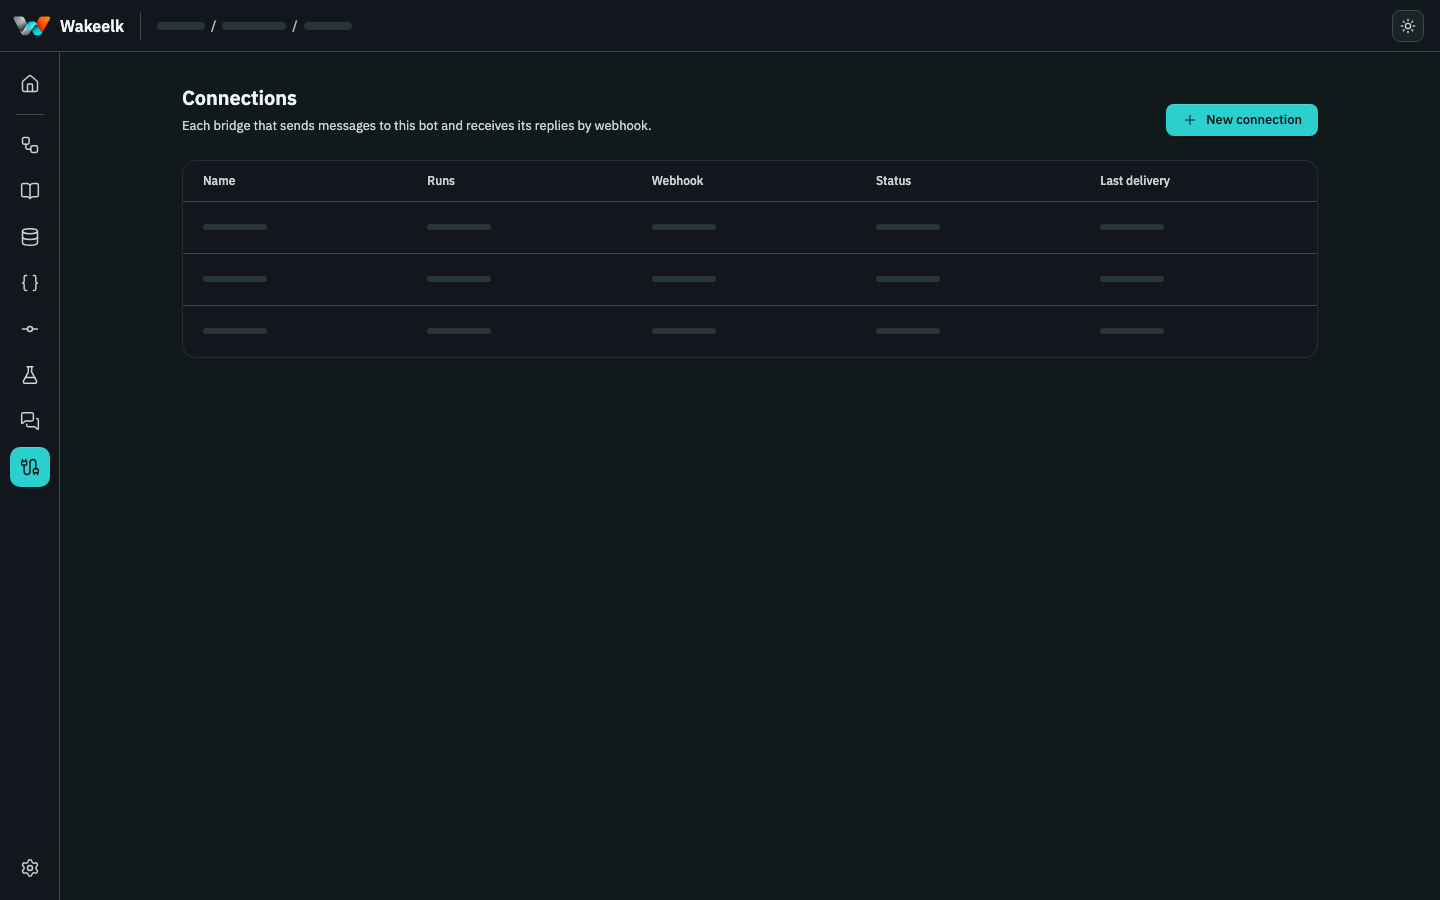 Wakeelk / /
Connections
Each bridge that sends messages to this bot and receives its replies by webhook.
New connection
Name Runs Webhook Status Last delivery